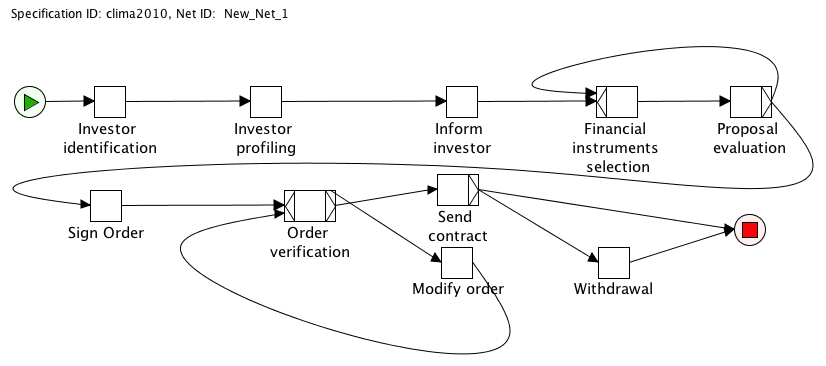 Specification ID: clima2010, Net ID:  New_Net_1
Investor
identification
Investor
profiling
Inform
investor
Financial
instruments
selection
Proposal
evaluation
Sign Order
Order
verification
Send
contract
Modify order
Withdrawal